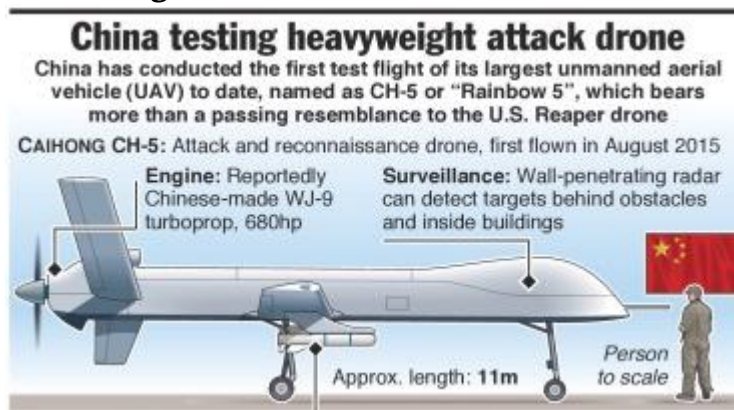 China testing heavyweight attack drone
China has conducted the first test flight of its largest unmanned aerial
vehicle (UAV) to date, named as CH-5 or “Rainbow 5”, which bears
more than a passing resemblance to the U.S. Reaper drone
CAIHONG CH-5: Attack and reconnaissance drone, first flown in August 2015
Engine: Reportedly
Chinese-made WJ-9
turboprop, 680hp
Surveillance: Wall-penetrating radar
can detect targets behind obstacles
and inside buildings
Approx. length: 11m
Person
to scale